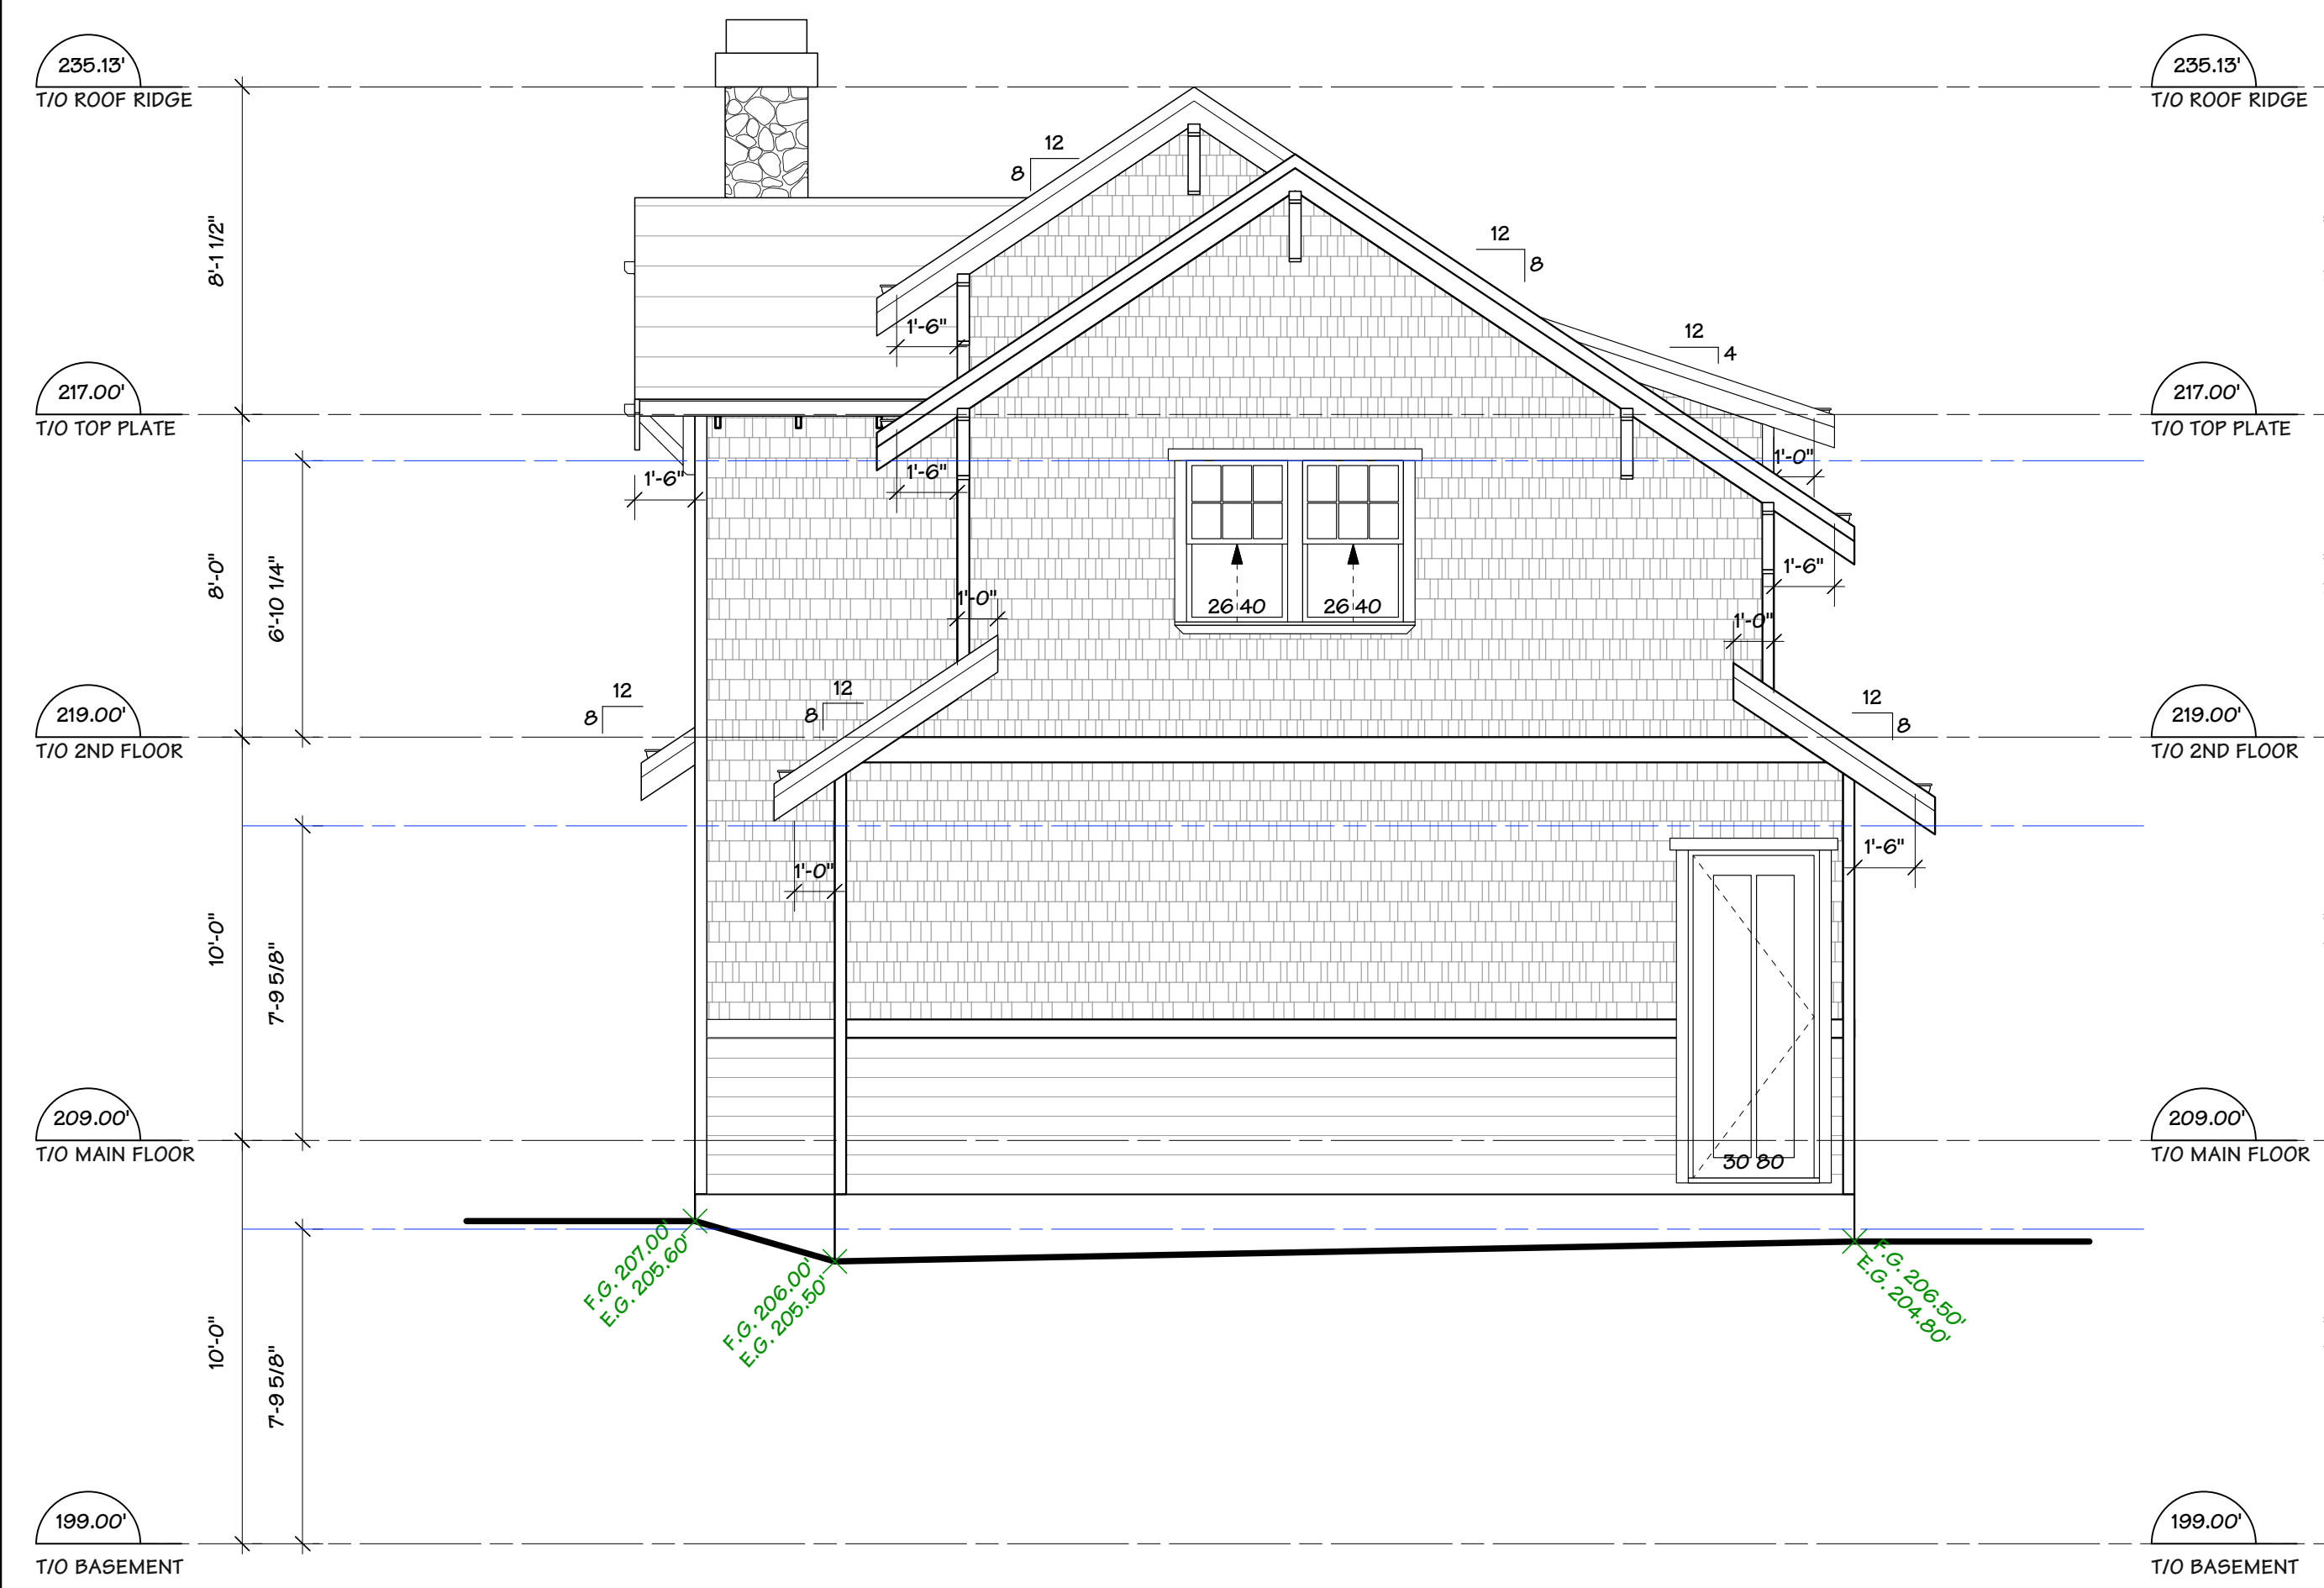 235.13'
T/O ROOF RIDGE
235.13'
T/O ROOF RIDGE
12
8
8'-1 1/2"
12
8
1'-6"
12
4
217.00'
T/O TOP PLATE
217.00'
T/O TOP PLATE
1'-6"
1'-6"
1'-0"
8'-0"
6'-10 1/4"
1'-6"
26 40
26 40
1'-0"
1'-0"
12
8
12
8
12
8
219.00'
T/O 2ND FLOOR
219.00'
T/O 2ND FLOOR
1'-0"
1'-6"
10'-0"
7'-9 5/8"
209.00'
T/O MAIN FLOOR
209.00'
T/O MAIN FLOOR
30 80
F.G. 207.00'
E.G. 205.60'
F.G. 206.00'
E.G. 205.50'
F.G. 206.50'
E.G. 204.80'
10'-0"
7'-9 5/8"
199.00'
T/O BASEMENT
199.00'
T/O BASEMENT